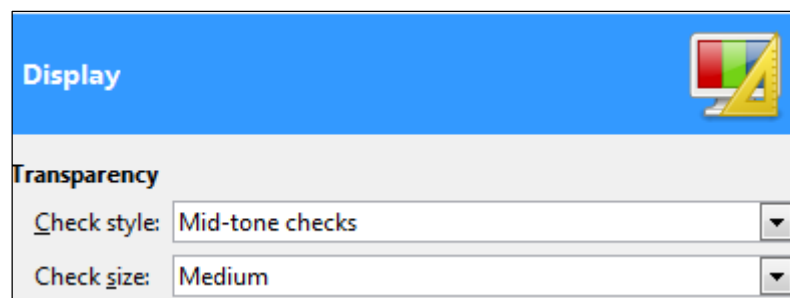 Display
Transparency
Check style: Mid-tone checks
Check size: Medium